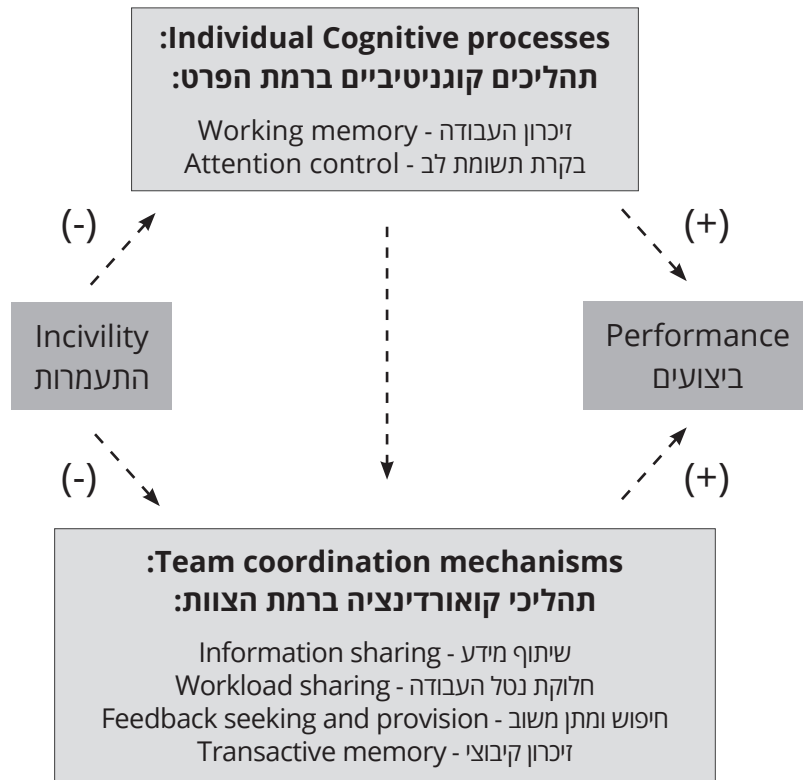 :Individual Cognitive processes
תהליכים קוגניטיביים ברמת הפרט:
Working memory - זיכרון העבודה
Attention control - בקרת תשומת לב
(-)
(+)
Incivility
התעמרות
Performance
ביצועים
(-)
(+)
:Team coordination mechanisms
תהליכי קואורדינציה ברמת הצוות:
Information sharing - שיתוף מידע
Workload sharing - חלוקת נטל העבודה
Feedback seeking and provision - חיפוש ומתן משוב
Transactive memory - זיכרון קיבוצי